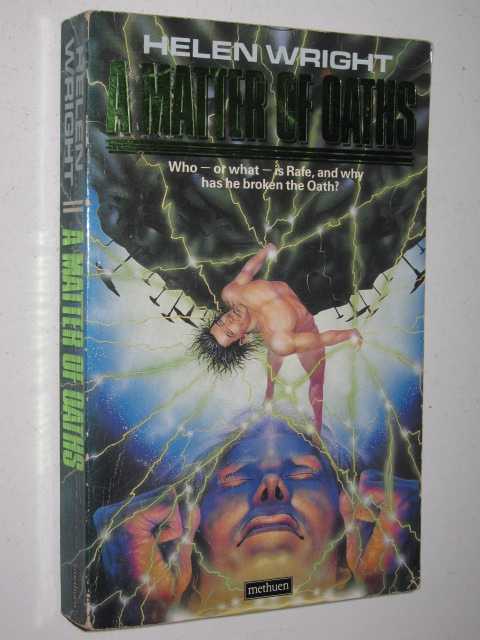 HELEN WRIGHT
A MATTER OF OATHS
Who – or what – is Rafe, and why
has he broken the Oath?
methuen
HELEN
WRIGHT
A MATTER OF OATHS